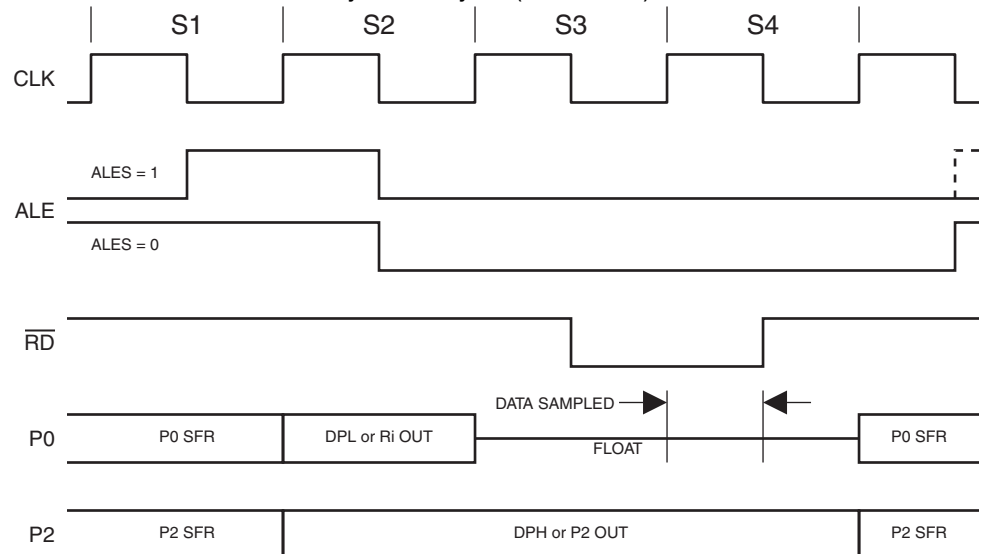 S1 S2 S3 S4
CLK
ALES = 1
ALE
ALES = 0
RD
DATA SAMPLED
P0 P0 SFR DPL or Ri OUT FLOAT P0 SFR
P2 P2 SFR DPH or P2 OUT P2 SFR